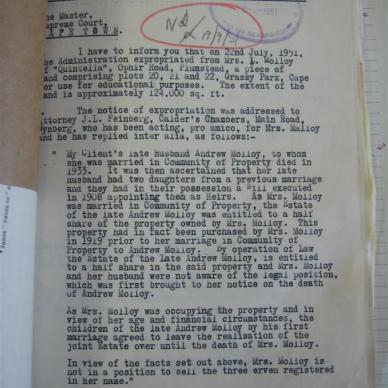 The Master,
Supreme Court,
CAPE TOWN.
I have to inform you that on 22nd July, 1951,
the Administration expropriated from Mrs. L. Molloy
of "Quintelia", Ophir Road, Plumstead, a piece of
land comprising plots 20, 21 and 22, Grassy Park, Cape
for use for educational purposes. The extent of the
land is approximately 124,000 sq. ft.
The notice of expropriation was addressed to
Attorney J.L. Feinberg, Calder's Chambers, Main Road,
Wynberg, who has been acting, pro amico, for Mrs. Malloy
and he has replied inter alia, as follows:-
" My Client's late husband Andrew Molloy, to whom
she was married in Community of Property died in
1933. It was then ascertained that her late
husband had two daughters from a previous marriage
and they had in their possession a Will executed
in 1908 appointing them as Heirs. As Mrs. Molloy
was married in Community of Property, the Estate
of the late Andrew Molloy was entitled to a half
share of the property owned by Mrs. Molloy. This
property had in fact been purchased by Mrs. Molloy
in 1919 prior to her marriage in Community of
Property to Andrew Molloy. By operation of Law
the Estate of the Late Andrew Molloy, is entitled
to a half share in the said property and Mrs. Molloy
and her husband were not aware of the legal position,
which was first brought to her notice on the death
of Andrew Molloy.
As Mrs. Molloy was occupying the property and in
view of her age and financial circumstances, the
children of the late Andrew Molloy by his first
marriage agreed to leave the realisation of the
joint Estate over until the death of Mrs. Molloy.
In view of the facts set out above, Mrs. Molloy is
not in a position to sell the three erven registered
in her name."